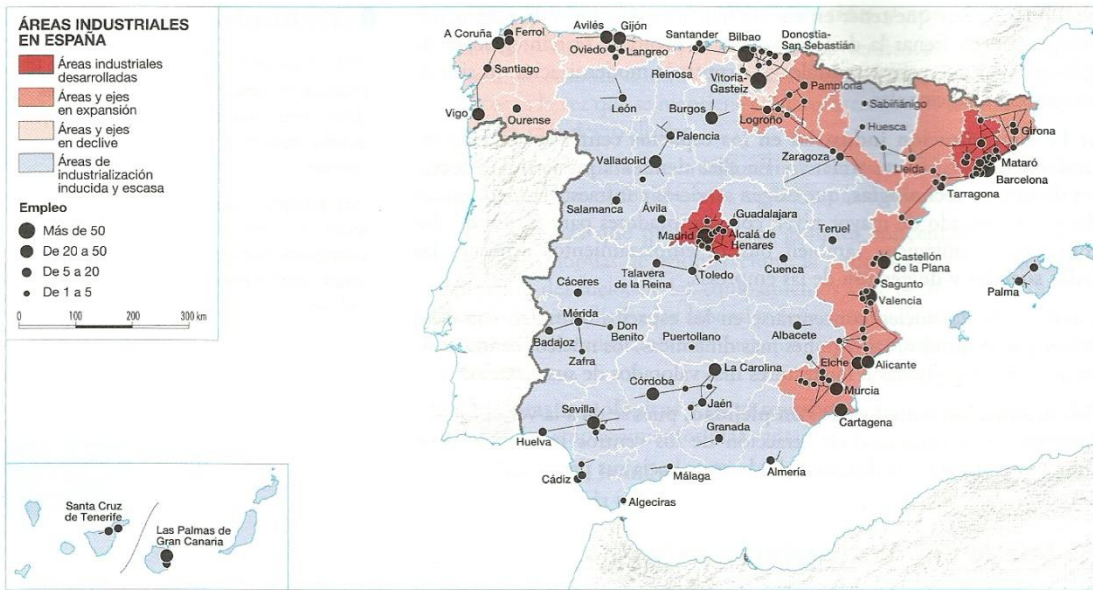 ÁREAS INDUSTRIALES
EN ESPAÑA
Áreas industriales
desarrolladas
Áreas y ejes
en expansión
Áreas y ejes
en declive
Áreas de
industrialización
inducida y escasa
Empleo
Más de 50
De 20 a 50
De 5 a 20
De 1 a 5
0 100 200 300 km
A Coruña
Ferrol
Avilés
Gijón
Santander
Bilbao
Donostia-
San Sebastián
Oviedo
Langreo
Santiago
Reinosa
Vitoria-
Gasteiz
Pamplona
León
Burgos
Logroño
Sabiñánigo
Vigo
Ourense
Huesca
Girona
Palencia
Zaragoza
Lleida
Mataró
Valladolid
Barcelona
Tarragona
Salamanca
Ávila
Guadalajara
Madrid
Alcalá de
Henares
Teruel
Talavera
de la Reina
Toledo
Cuenca
Castellón
de la Plana
Sagunto
Cáceres
Valencia
Palma
Mérida
Don
Benito
Badajoz
Puertollano
Albacete
Zafra
La Carolina
Elche
Alicante
Córdoba
Murcia
Jaén
Cartagena
Sevilla
Huelva
Granada
Cádiz
Málaga
Almería
Algeciras
Santa Cruz
de Tenerife
Las Palmas de
Gran Canaria